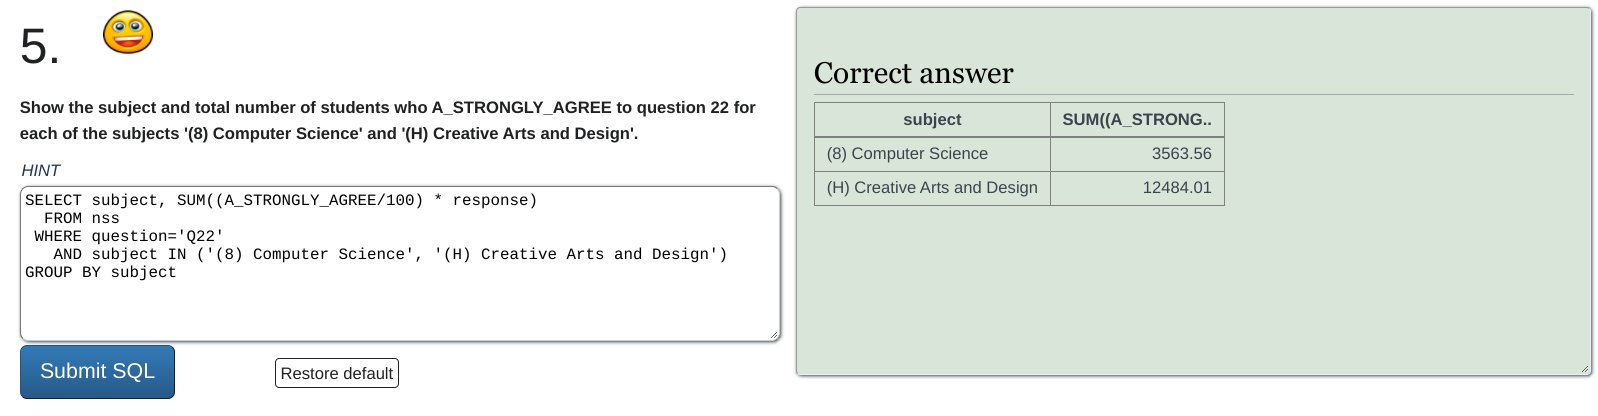 5.
Show the subject and total number of students who A_STRONGLY_AGREE to question 22 for
each of the subjects '(8) Computer Science' and '(H) Creative Arts and Design'.
HINT
SELECT subject, SUM((A_STRONGLY_AGREE/100) * response)
  FROM nss
 WHERE question='Q22'
   AND subject IN ('(8) Computer Science', '(H) Creative Arts and Design')
GROUP BY subject
Submit SQL
Restore default
Correct answer
subject SUM((A_STRONG..
(8) Computer Science 3563.56
(H) Creative Arts and Design 12484.01